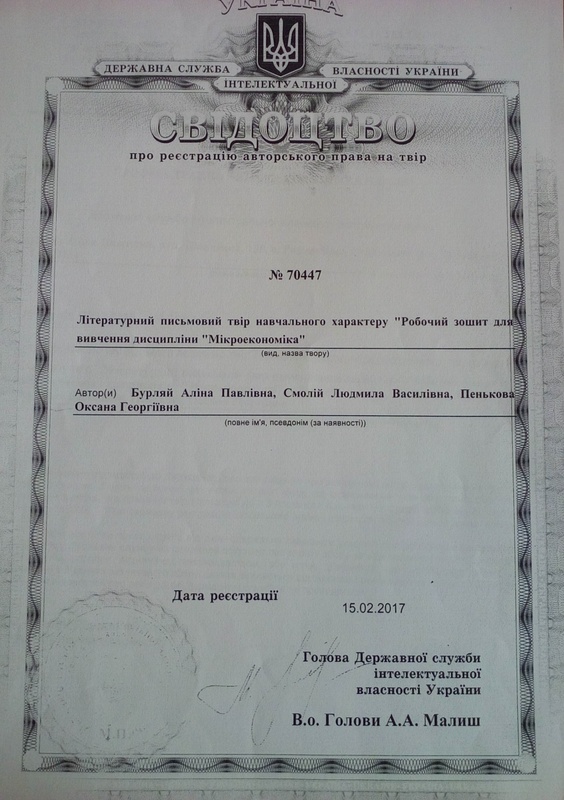 УКРАЇНА
ДЕРЖАВНА СЛУЖБА
ІНТЕЛЕКТУАЛЬНОЇ
ВЛАСНОСТІ УКРАЇНИ
СВІДОЦТВО
про реєстрацію авторського права на твір
№ 70447
Літературний письмовий твір навчального характеру "Робочий зошит для
вивчення дисципліни "Мікроекономіка"
(вид, назва твору)
Автор(и) Бурляй Аліна Павлівна, Смолій Людмила Василівна, Пенькова
Оксана Георгіївна
(повне ім'я, псевдонім (за наявності))
Дата реєстрації
15.02.2017
Голова Державної служби
інтелектуальної
власності України
В.о. Голови А.А. Малиш